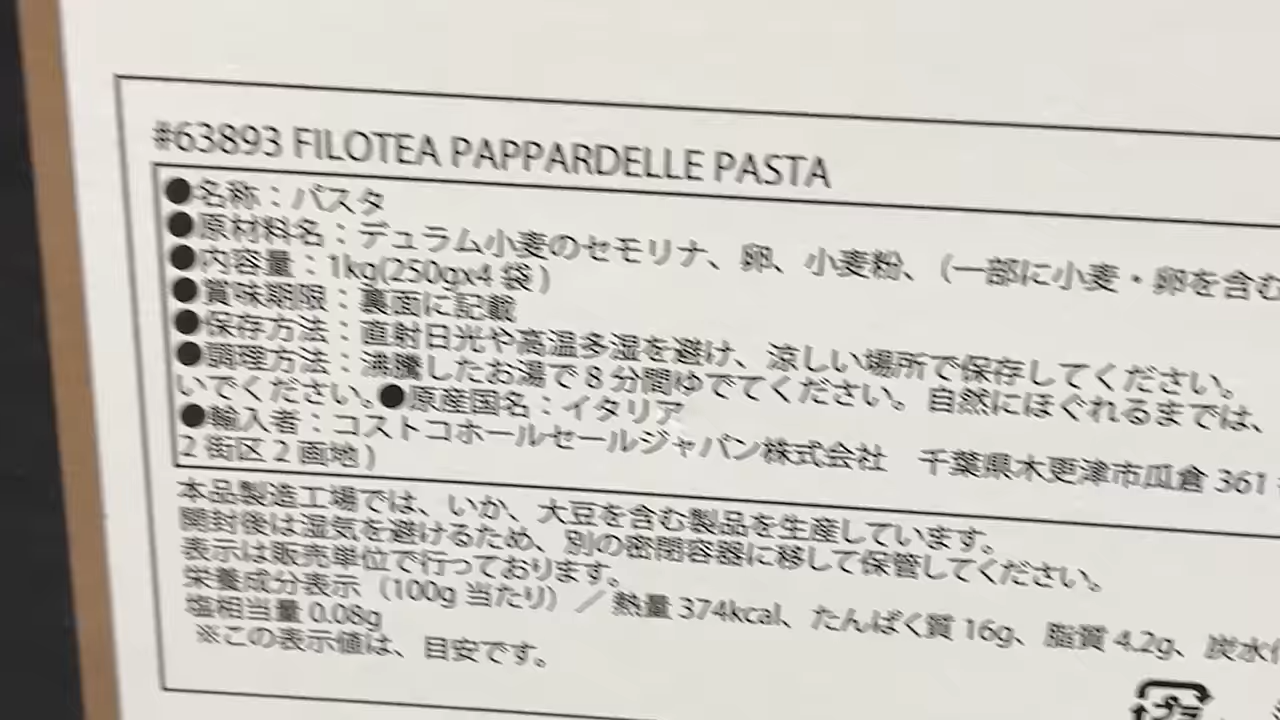 #63893 FILOTEA PAPPARDELLE PASTA
●名称：パスタ
●原材料名：デュラム小麦のセモリナ、卵、小麦粉、（一部に小麦・卵を含む
●内容量：1kg(250gx4 袋)
●賞味期限：裏面に記載
●保存方法：直射日光や高温多湿を避け、涼しい場所で保存してください。
●調理方法：沸騰したお湯で 8 分間ゆでてください。自然にほぐれるまでは、
いでください。●原産国名：イタリア
●輸入者：コストコホールセールジャパン株式会社　千葉県木更津市瓜倉 361
2 街区 2 画地)
本品製造工場では、いか、大豆を含む製品を生産しています。
開封後は湿気を避けるため、別の密閉容器に移して保管してください。
表示は販売単位で行っております。
栄養成分表示（100g 当たり）／熱量 374kcal、たんぱく質 16g、脂質 4.2g、炭水
塩相当量 0.08g
※この表示値は、目安です。
プラ